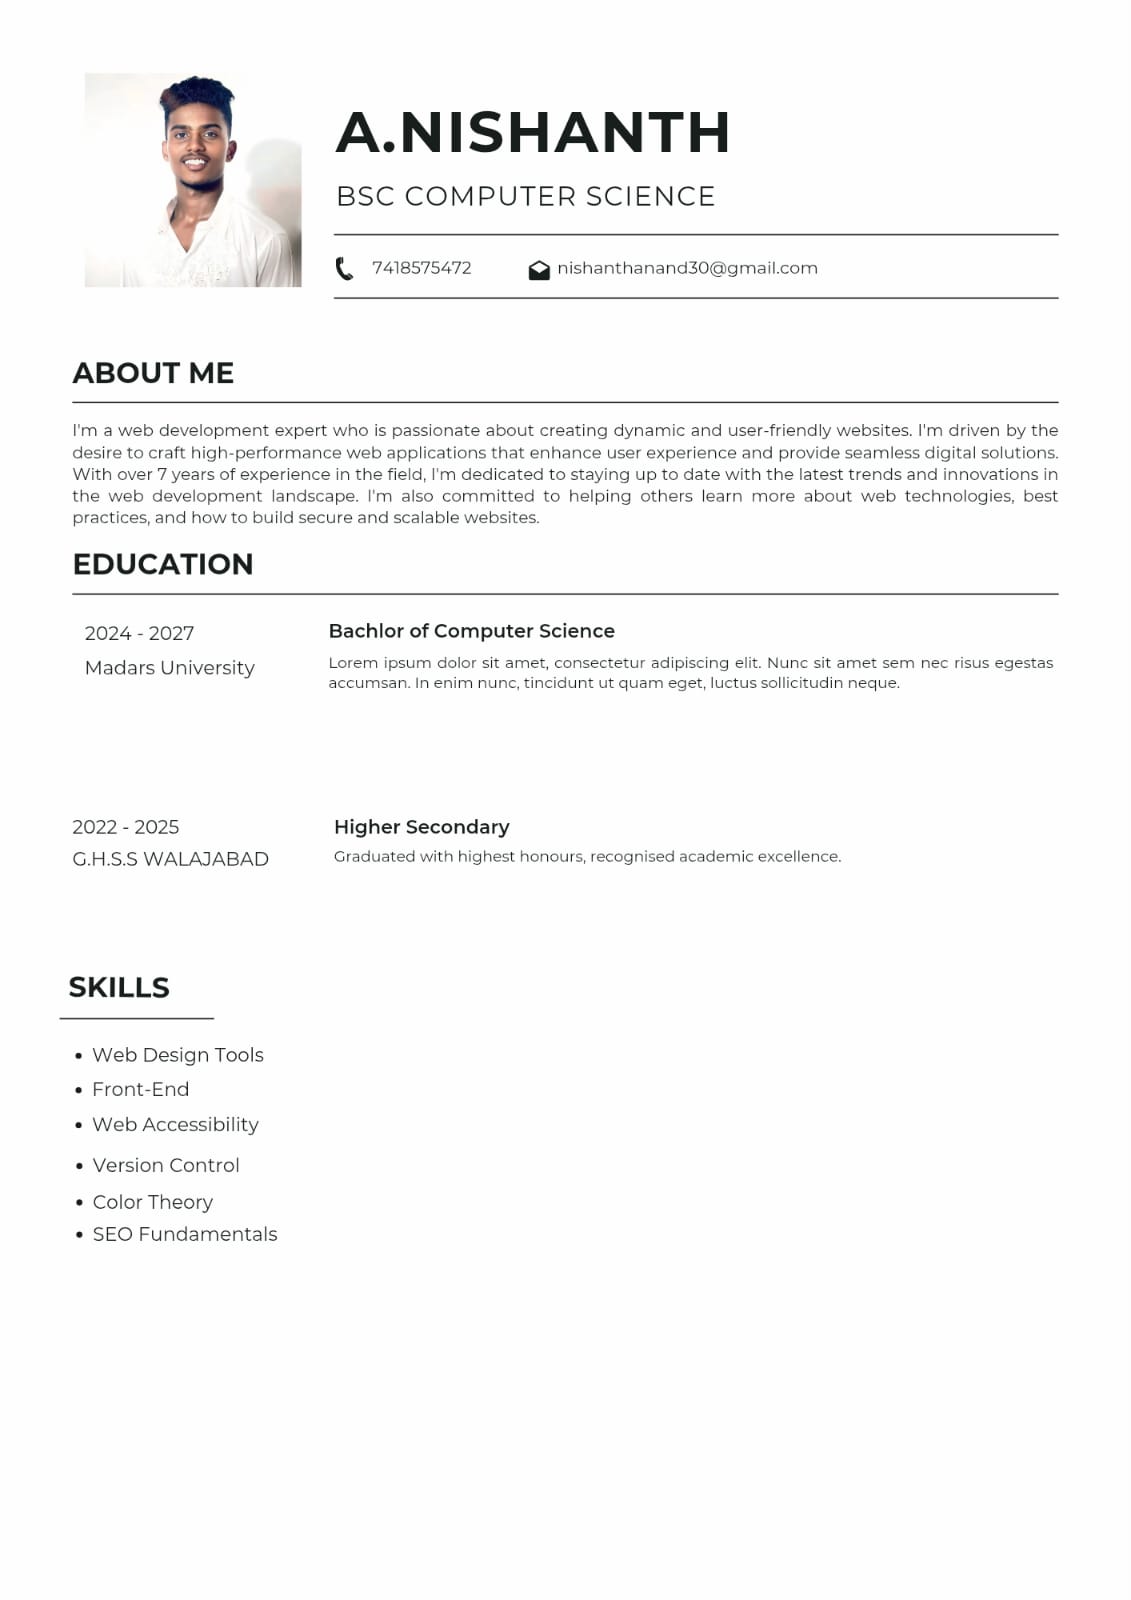 A.NISHANTH
BSC COMPUTER SCIENCE
7418575472 nishanthanand30@gmail.com
ABOUT ME
I'm a web development expert who is passionate about creating dynamic and user-friendly websites. I'm driven by the
desire to craft high-performance web applications that enhance user experience and provide seamless digital solutions.
With over 7 years of experience in the field, I'm dedicated to staying up to date with the latest trends and innovations in
the web development landscape. I'm also committed to helping others learn more about web technologies, best
practices, and how to build secure and scalable websites.
EDUCATION
2024 - 2027
Madars University
Bachlor of Computer Science
Lorem ipsum dolor sit amet, consectetur adipiscing elit. Nunc sit amet sem nec risus egestas
accumsan. In enim nunc, tincidunt ut quam eget, luctus sollicitudin neque.
2022 - 2025
G.H.S.S WALAJABAD
Higher Secondary
Graduated with highest honours, recognised academic excellence.
SKILLS
• Web Design Tools
• Front-End
• Web Accessibility
• Version Control
• Color Theory
• SEO Fundamentals